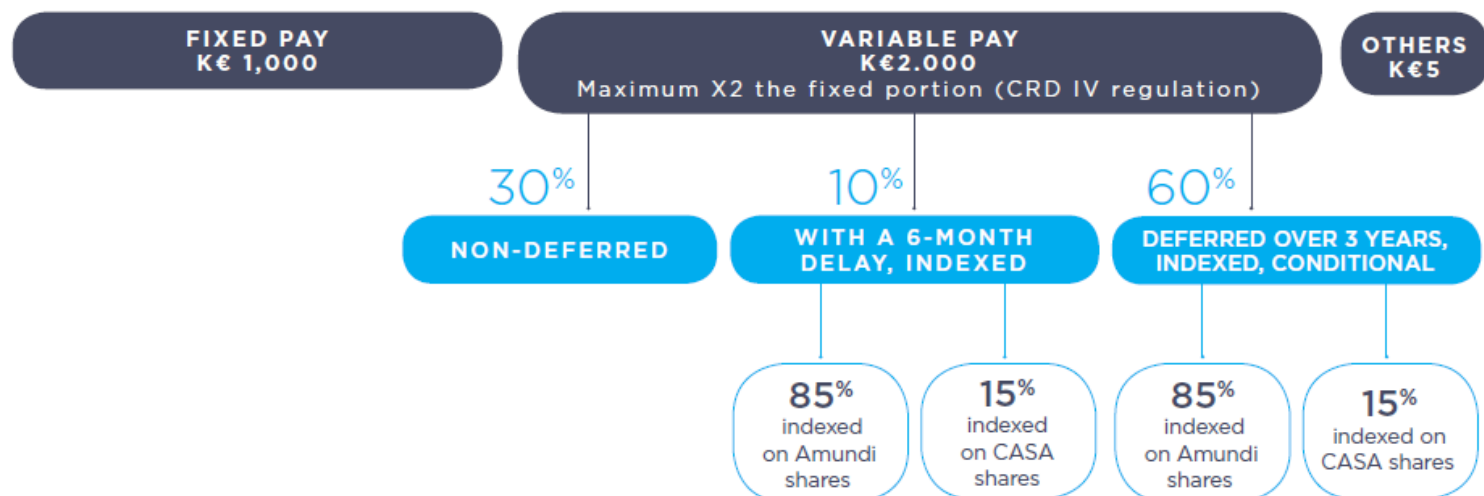 FIXED PAY
K€ 1,000
VARIABLE PAY
K€2.000
Maximum X2 the fixed portion (CRD IV regulation)
OTHERS
K€5
30%
10%
60%
NON-DEFERRED
WITH A 6-MONTH
DELAY, INDEXED
DEFERRED OVER 3 YEARS,
INDEXED, CONDITIONAL
85%
indexed
on Amundi
shares
15%
indexed
on CASA
shares
85%
indexed
on Amundi
shares
15%
indexed on
CASA shares